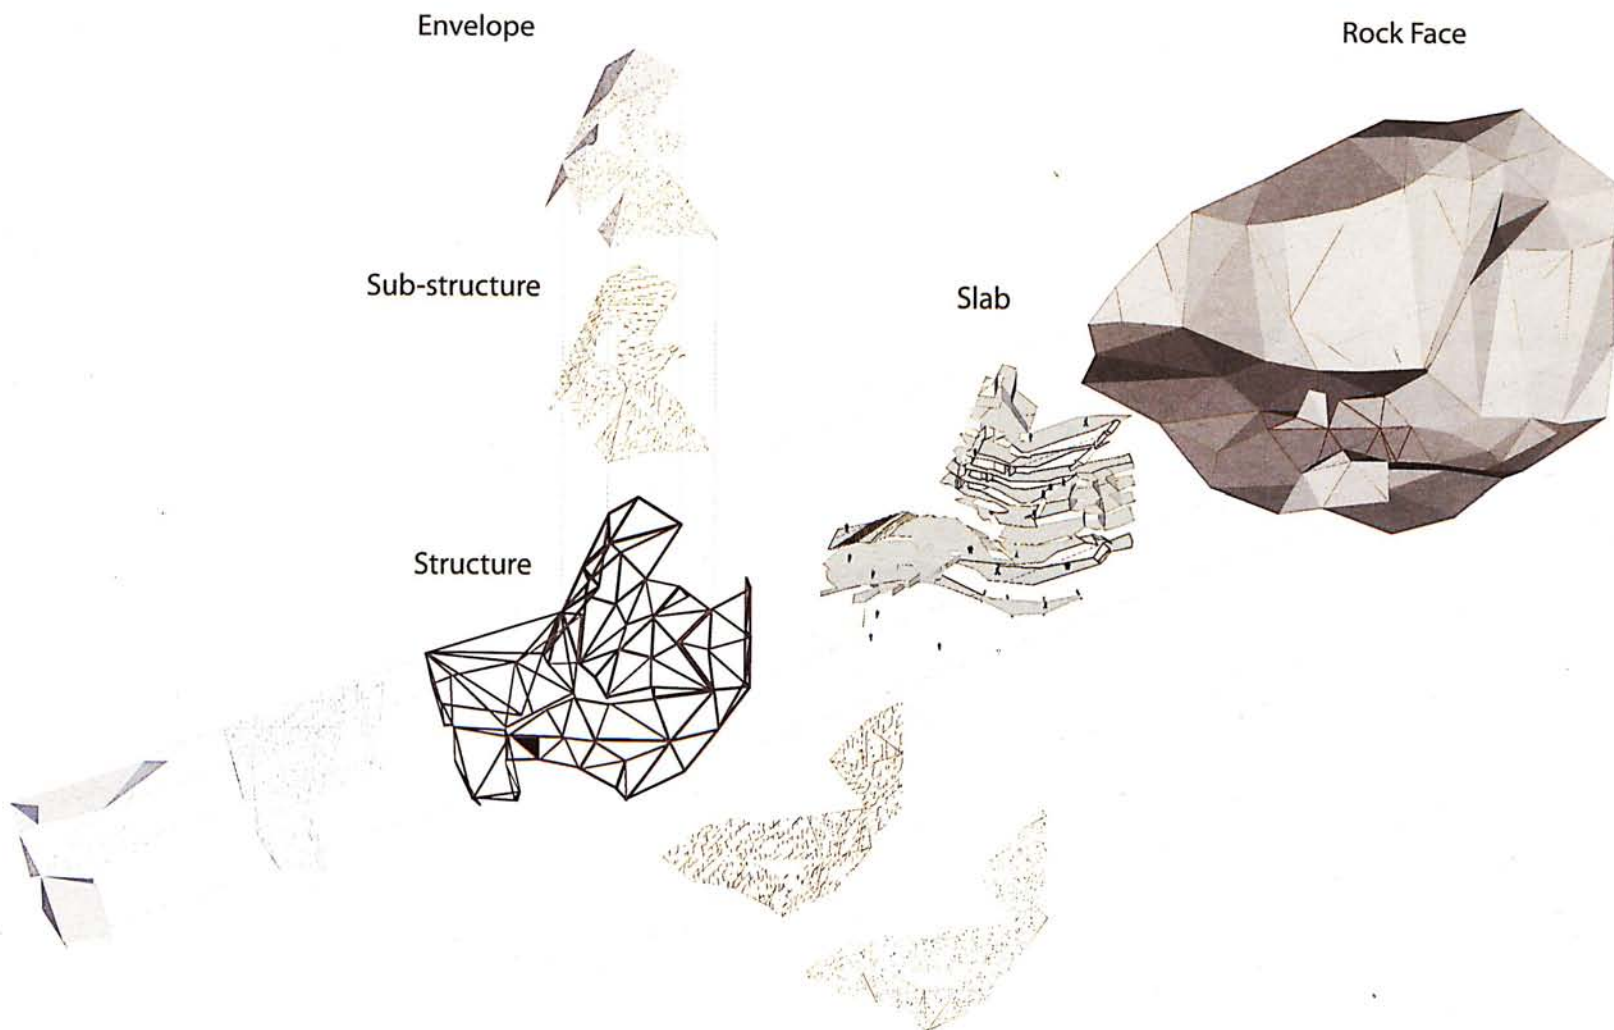 Envelope
Rock Face
Sub-structure
Slab
Structure